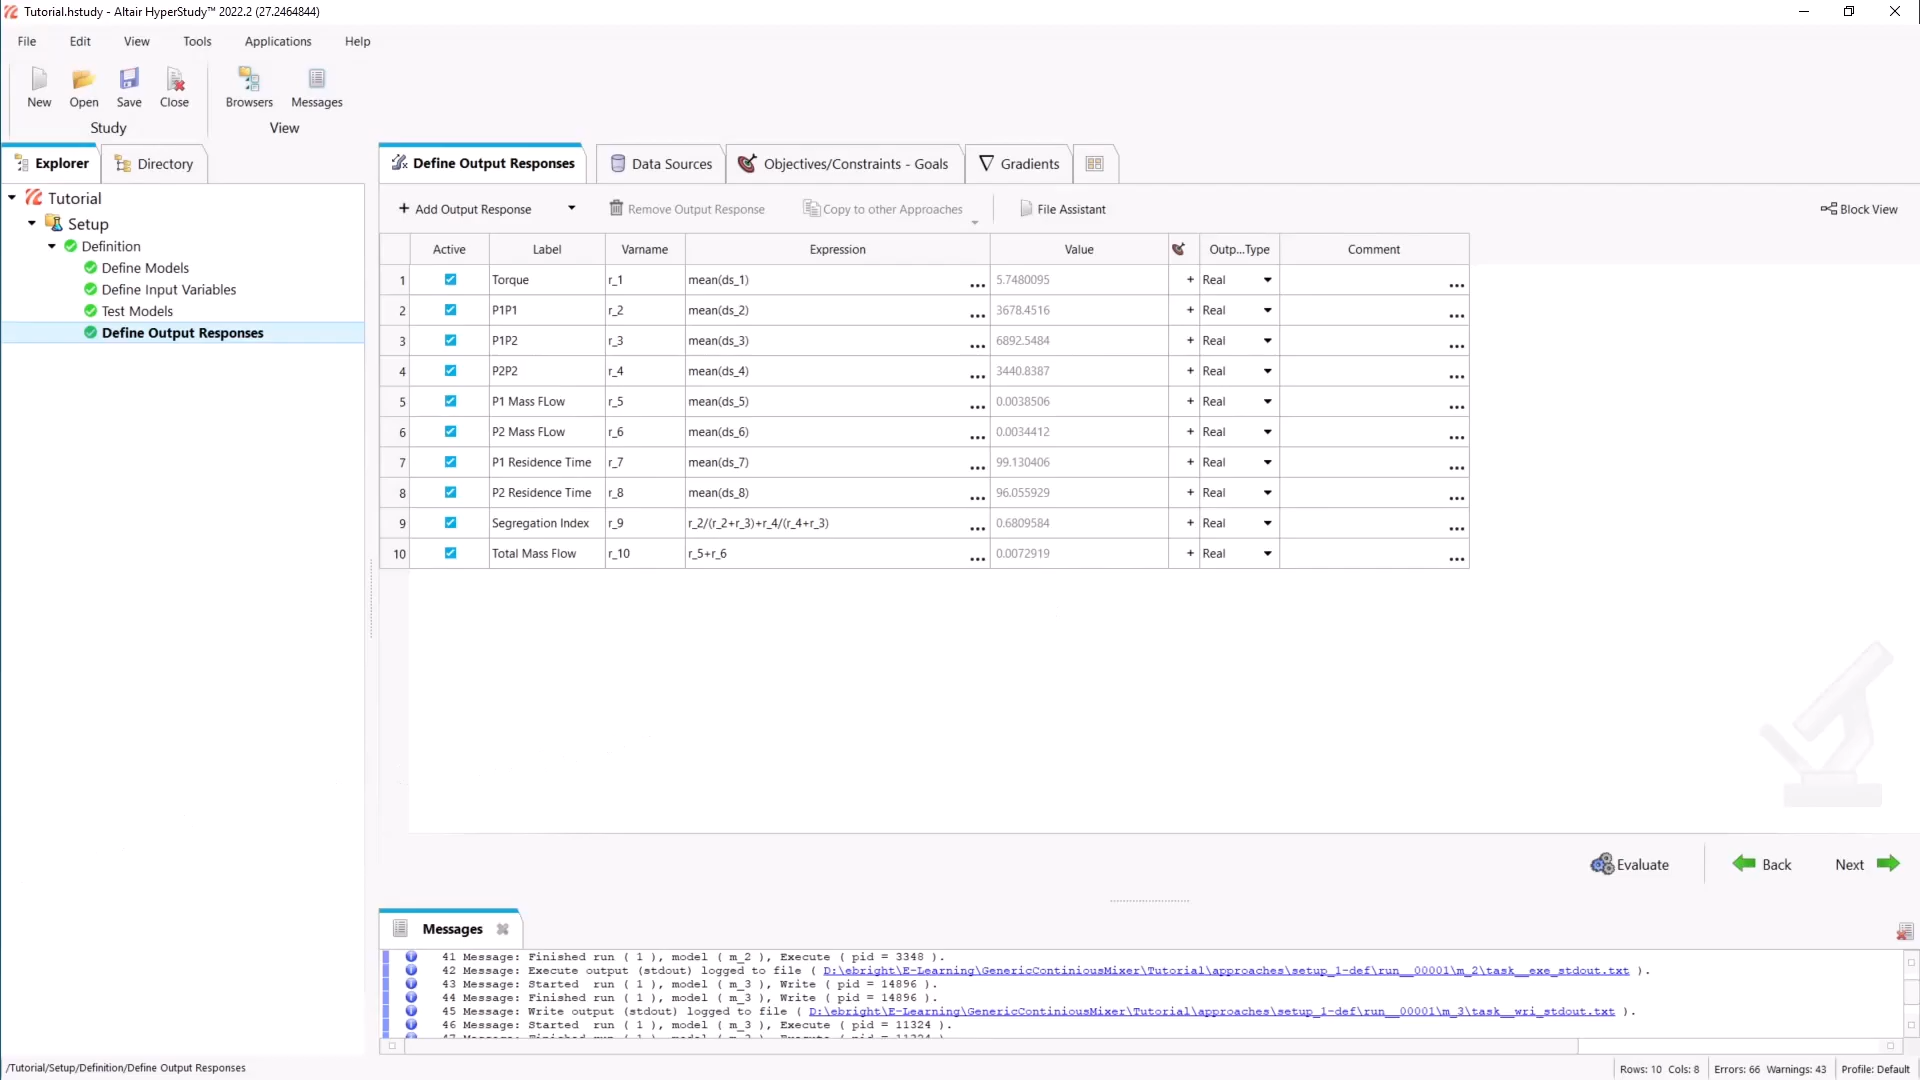 Tutorial.hstudy - Altair HyperStudy™ 2022.2 (27.2464844)
File Edit View Tools Applications Help
New Open Save Close Browsers Messages
Study View
Explorer Directory
Define Output Responses Data Sources Objectives/Constraints - Goals Gradients
Tutorial
Setup
Definition
Define Models
Define Input Variables
Test Models
Define Output Responses
+ Add Output Response Remove Output Response Copy to other Approaches File Assistant Block View
Active Label Varname Expression Value Outp...Type Comment
1 Torque r_1 mean(ds_1) ... 5.7480095 + Real ...
2 P1P1 r_2 mean(ds_2) ... 3678.4516 + Real ...
3 P1P2 r_3 mean(ds_3) ... 6892.5484 + Real ...
4 P2P2 r_4 mean(ds_4) ... 3440.8387 + Real ...
5 P1 Mass FLow r_5 mean(ds_5) ... 0.0038506 + Real ...
6 P2 Mass FLow r_6 mean(ds_6) ... 0.0034412 + Real ...
7 P1 Residence Time r_7 mean(ds_7) ... 99.130406 + Real ...
8 P2 Residence Time r_8 mean(ds_8) ... 96.055929 + Real ...
9 Segregation Index r_9 r_2/(r_2+r_3)+r_4/(r_4+r_3) ... 0.6809584 + Real ...
10 Total Mass Flow r_10 r_5+r_6 ... 0.0072919 + Real ...
Evaluate Back Next
Messages
41 Message: Finished run ( 1 ), model ( m_2 ), Execute ( pid = 3348 ).
42 Message: Execute output (stdout) logged to file ( D:\ebright\E-Learning\GenericContiniousMixer\Tutorial\approaches\setup_1-def\run__00001\m_2\task__exe_stdout.txt ).
43 Message: Started run ( 1 ), model ( m_3 ), Write ( pid = 14896 ).
44 Message: Finished run ( 1 ), model ( m_3 ), Write ( pid = 14896 ).
45 Message: Write output (stdout) logged to file ( D:\ebright\E-Learning\GenericContiniousMixer\Tutorial\approaches\setup_1-def\run__00001\m_3\task__wri_stdout.txt ).
46 Message: Started run ( 1 ), model ( m_3 ), Execute ( pid = 11324 ).
/Tutorial/Setup/Definition/Define Output Responses Rows: 10 Cols: 8 Errors: 66 Warnings: 43 Profile: Default